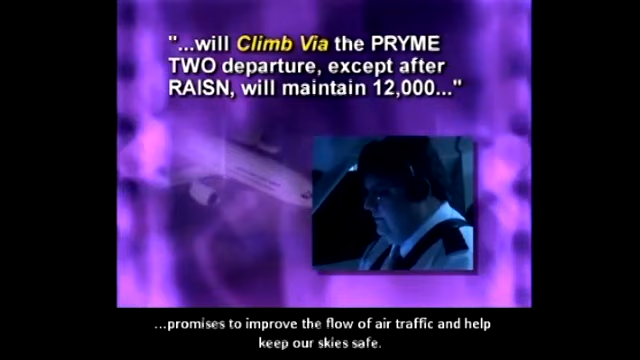 "...will Climb Via the PRYME
TWO departure, except after
RAISN, will maintain 12,000..."
...promises to improve the flow of air traffic and help
keep our skies safe.